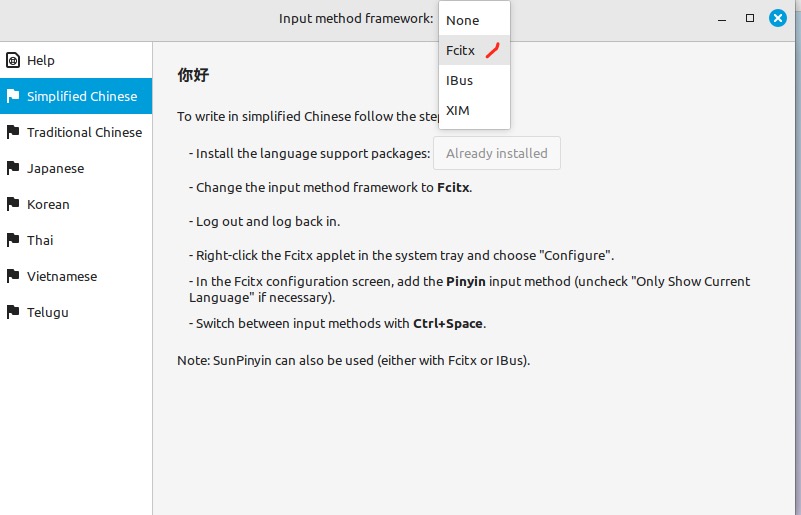 Input method framework:
None
Fcitx
IBus
XIM
Help
Simplified Chinese
Traditional Chinese
Japanese
Korean
Thai
Vietnamese
Telugu
你好
To write in simplified Chinese follow the
- Install the language support packages: Already installed
- Change the input method framework to Fcitx.
- Log out and log back in.
- Right-click the Fcitx applet in the system tray and choose "Configure".
- In the Fcitx configuration screen, add the Pinyin input method (uncheck "Only Show Current
Language" if necessary).
- Switch between input methods with Ctrl+Space.
Note: SunPinyin can also be used (either with Fcitx or IBus).